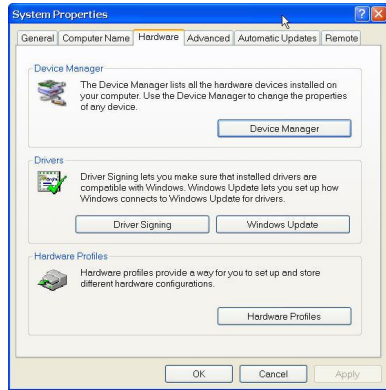 System Properties
General Computer Name Hardware Advanced Automatic Updates Remote
Device Manager
The Device Manager lists all the hardware devices installed on
your computer. Use the Device Manager to change the properties
of any device.
Device Manager
Drivers
Driver Signing lets you make sure that installed drivers are
compatible with Windows. Windows Update lets you set up how
Windows connects to Windows Update for drivers.
Driver Signing Windows Update
Hardware Profiles
Hardware profiles provide a way for you to set up and store
different hardware configurations.
Hardware Profiles
OK Cancel Apply